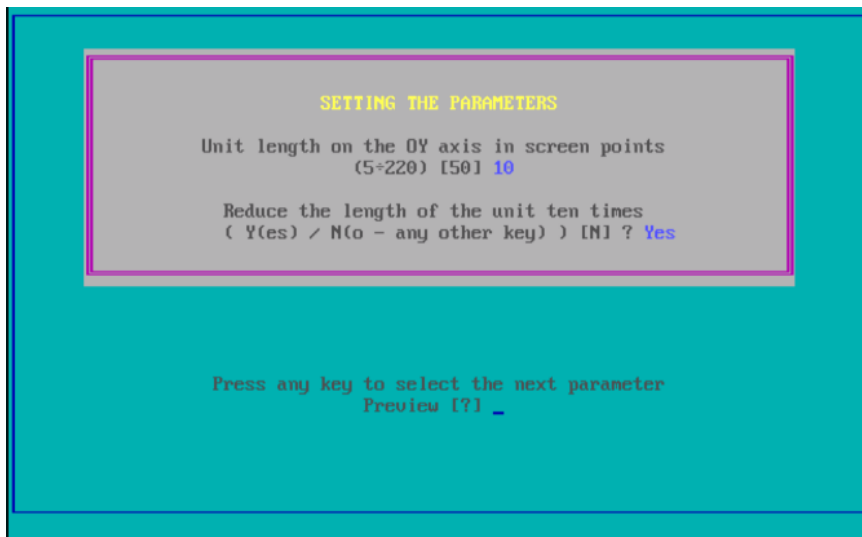 SETTING THE PARAMETERS
Unit length on the OY axis in screen points
(5÷220) [50] 10
Reduce the length of the unit ten times
( Y(es) / N(o - any other key) ) [N] ? Yes
Press any key to select the next parameter
Preview [?] _